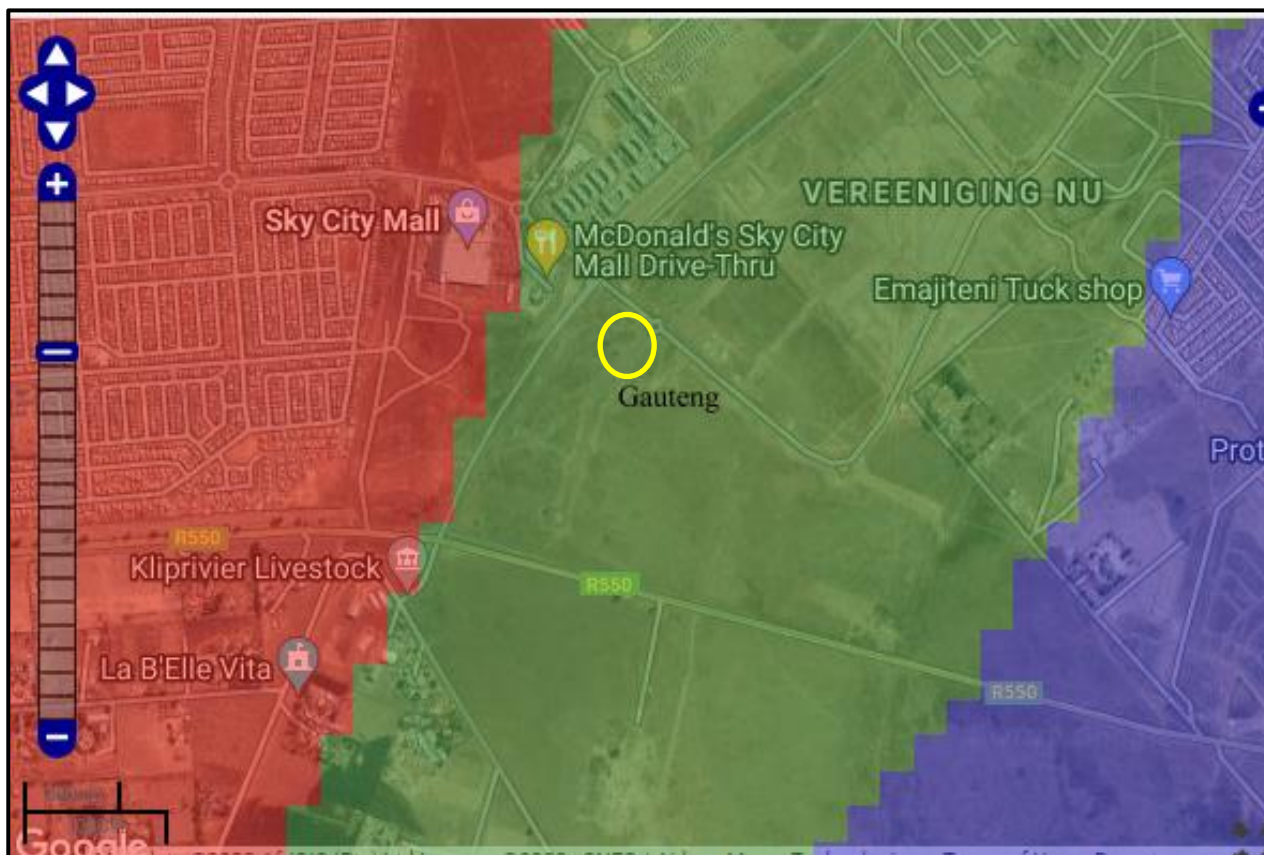 VEREENIGING NU
Sky City Mall
McDonald's Sky City
Mall Drive-Thru
Emajiteni Tuck shop
Gauteng
Prot
R550
Kliprivier Livestock
R550
La B'Elle Vita
R550
Google